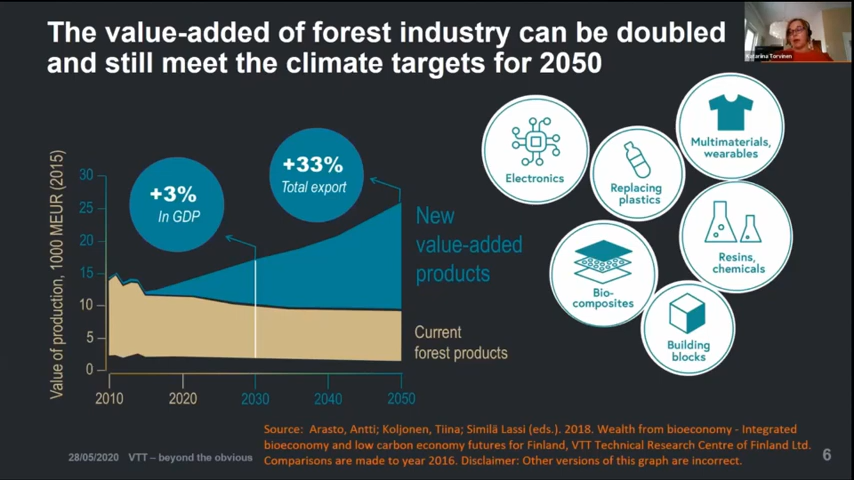 The value-added of forest industry can be doubled
and still meet the climate targets for 2050
Katariina Torvinen
Value of production, 1000 MEUR (2015)
30
25
20
15
10
5
0
2010
2020
2030
2040
2050
+3%
In GDP
+33%
Total export
New
value-added
products
Current
forest products
Electronics
Replacing
plastics
Multimaterials,
wearables
Resins,
chemicals
Bio-
composites
Building
blocks
Source: Arasto, Antti; Koljonen, Tiina; Similä Lassi (eds.). 2018. Wealth from bioeconomy - Integrated
bioeconomy and low carbon economy futures for Finland, VTT Technical Research Centre of Finland Ltd.
Comparisons are made to year 2016. Disclaimer: Other versions of this graph are incorrect.
28/05/2020 VTT – beyond the obvious
6